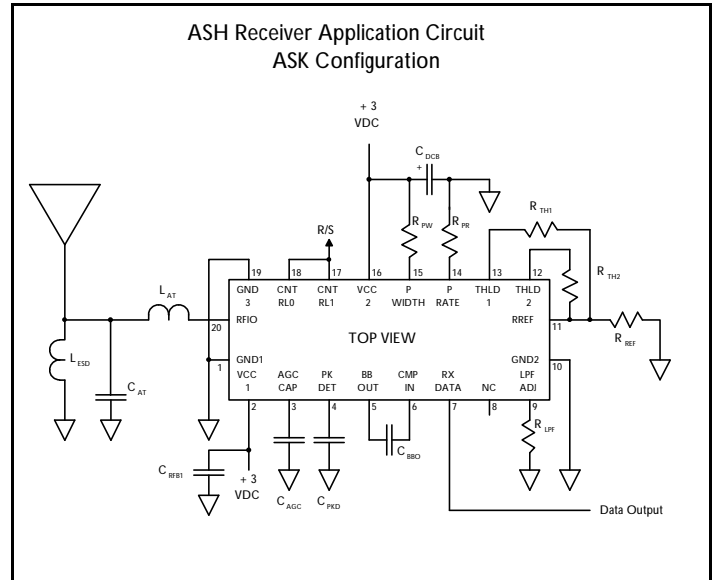 ASH Receiver Application Circuit
ASK Configuration
+ 3
VDC
C DCB
+
R PW
R PR
R TH1
R TH2
R/S
19
18
17
16
15
14
13
12
GND
3
CNT
RL0
CNT
RL1
VCC
2
P
WIDTH
P
RATE
THLD
1
THLD
2
L AT
20
RFIO
TOP VIEW
RREF
11
R REF
L ESD
C AT
1
GND1
GND2
10
VCC
1
AGC
CAP
PK
DET
BB
OUT
CMP
IN
RX
DATA
NC
LPF
ADJ
2
3
4
5
6
7
8
9
R LPF
C BBO
C RFB1
+ 3
VDC
C AGC
C PKD
Data Output